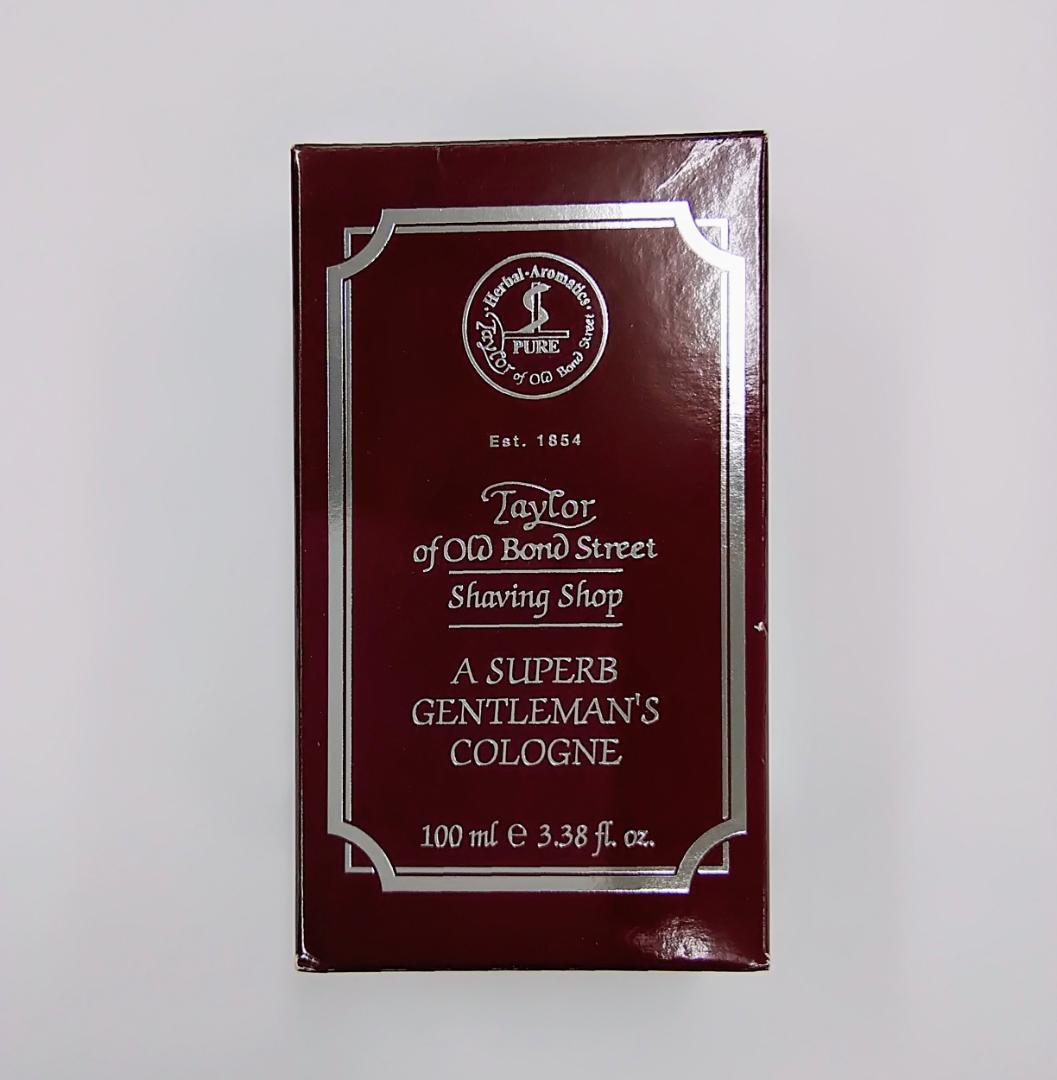 Herbal·Aromatics·
PURE
Taylor of Old Bond Street
Est. 1854
Taylor
of Old Bond Street
Shaving Shop
A SUPERB
GENTLEMAN'S
COLOGNE
100 ml ℮ 3.38 fl. oz.